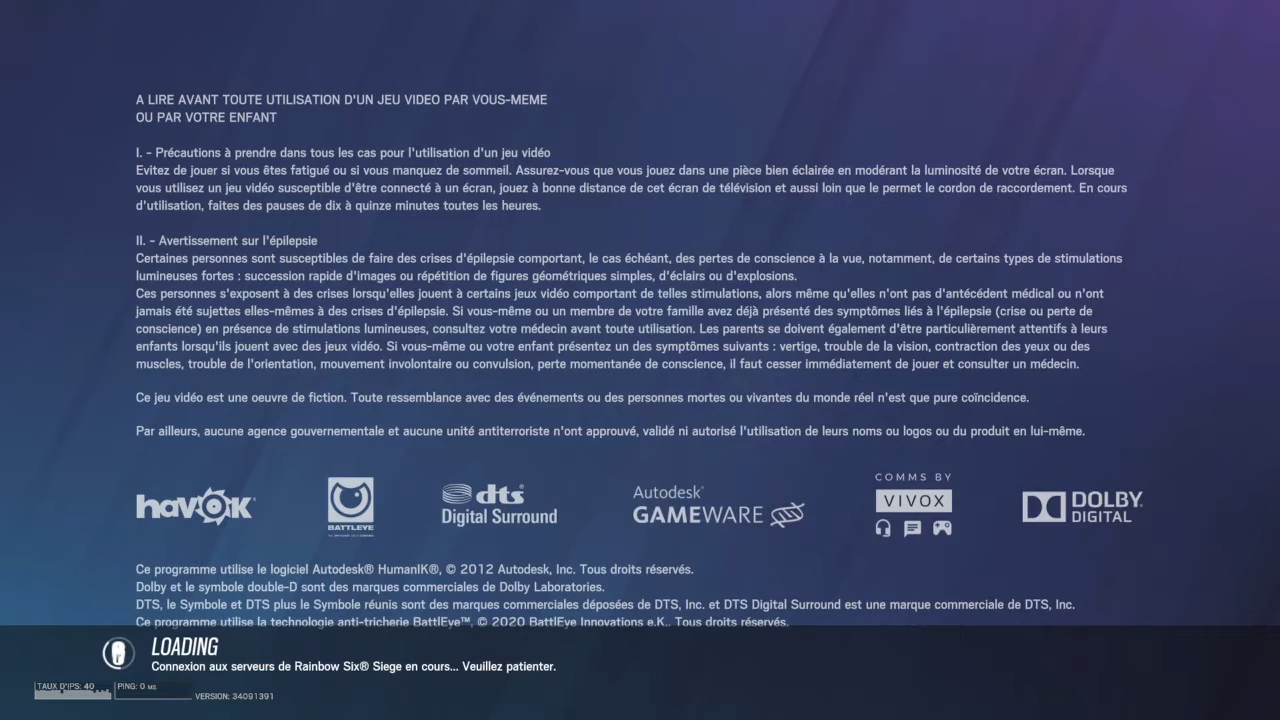 A LIRE AVANT TOUTE UTILISATION D'UN JEU VIDEO PAR VOUS-MEME
OU PAR VOTRE ENFANT
I. - Précautions à prendre dans tous les cas pour l'utilisation d'un jeu vidéo
Evitez de jouer si vous êtes fatigué ou si vous manquez de sommeil. Assurez-vous que vous jouez dans une pièce bien éclairée en modérant la luminosité de votre écran. Lorsque
vous utilisez un jeu vidéo susceptible d'être connecté à un écran, jouez à bonne distance de cet écran de télévision et aussi loin que le permet le cordon de raccordement. En cours
d'utilisation, faites des pauses de dix à quinze minutes toutes les heures.
II. - Avertissement sur l'épilepsie
Certaines personnes sont susceptibles de faire des crises d'épilepsie comportant, le cas échéant, des pertes de conscience à la vue, notamment, de certains types de stimulations
lumineuses fortes : succession rapide d'images ou répétition de figures géométriques simples, d'éclairs ou d'explosions.
Ces personnes s'exposent à des crises lorsqu'elles jouent à certains jeux vidéo comportant de telles stimulations, alors même qu'elles n'ont pas d'antécédent médical ou n'ont
jamais été sujettes elles-mêmes à des crises d'épilepsie. Si vous-même ou un membre de votre famille avez déjà présenté des symptômes liés à l'épilepsie (crise ou perte de
conscience) en présence de stimulations lumineuses, consultez votre médecin avant toute utilisation. Les parents se doivent également d'être particulièrement attentifs à leurs
enfants lorsqu'ils jouent avec des jeux vidéo. Si vous-même ou votre enfant présentez un des symptômes suivants : vertige, trouble de la vision, contraction des yeux ou des
muscles, trouble de l'orientation, mouvement involontaire ou convulsion, perte momentanée de conscience, il faut cesser immédiatement de jouer et consulter un médecin.
Ce jeu vidéo est une oeuvre de fiction. Toute ressemblance avec des événements ou des personnes mortes ou vivantes du monde réel n'est que pure coïncidence.
Par ailleurs, aucune agence gouvernementale et aucune unité antiterroriste n'ont approuvé, validé ni autorisé l'utilisation de leurs noms ou logos ou du produit en lui-même.
havok
BATTLEYE
dts
Digital Surround
Autodesk®
GAMEWARE
COMMS BY
VIVOX
DOLBY
DIGITAL
Ce programme utilise le logiciel Autodesk® HumanIK®, © 2012 Autodesk, Inc. Tous droits réservés.
Dolby et le symbole double-D sont des marques commerciales de Dolby Laboratories.
DTS, le Symbole et DTS plus le Symbole réunis sont des marques commerciales déposées de DTS, Inc. et DTS Digital Surround est une marque commerciale de DTS, Inc.
Ce programme utilise la technologie anti-tricherie BattlEye™, © 2020 BattlEye Innovations e.K.. Tous droits réservés.
LOADING
Connexion aux serveurs de Rainbow Six® Siege en cours... Veuillez patienter.
TAUX D'IPS: 40
PING: 0 MS
VERSION: 34091391